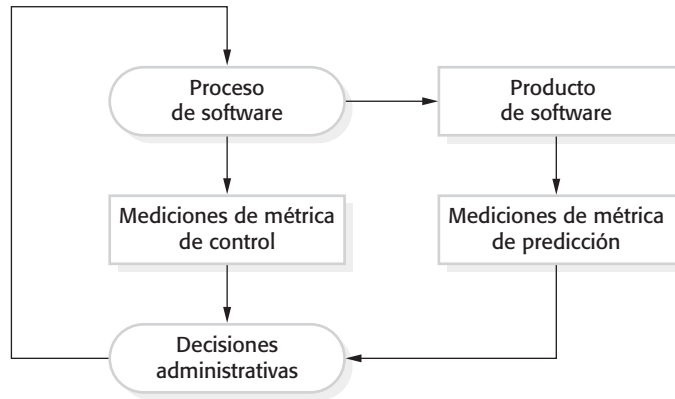 Proceso
de software
Producto
de software
Mediciones de métrica
de control
Mediciones de métrica
de predicción
Decisiones
administrativas